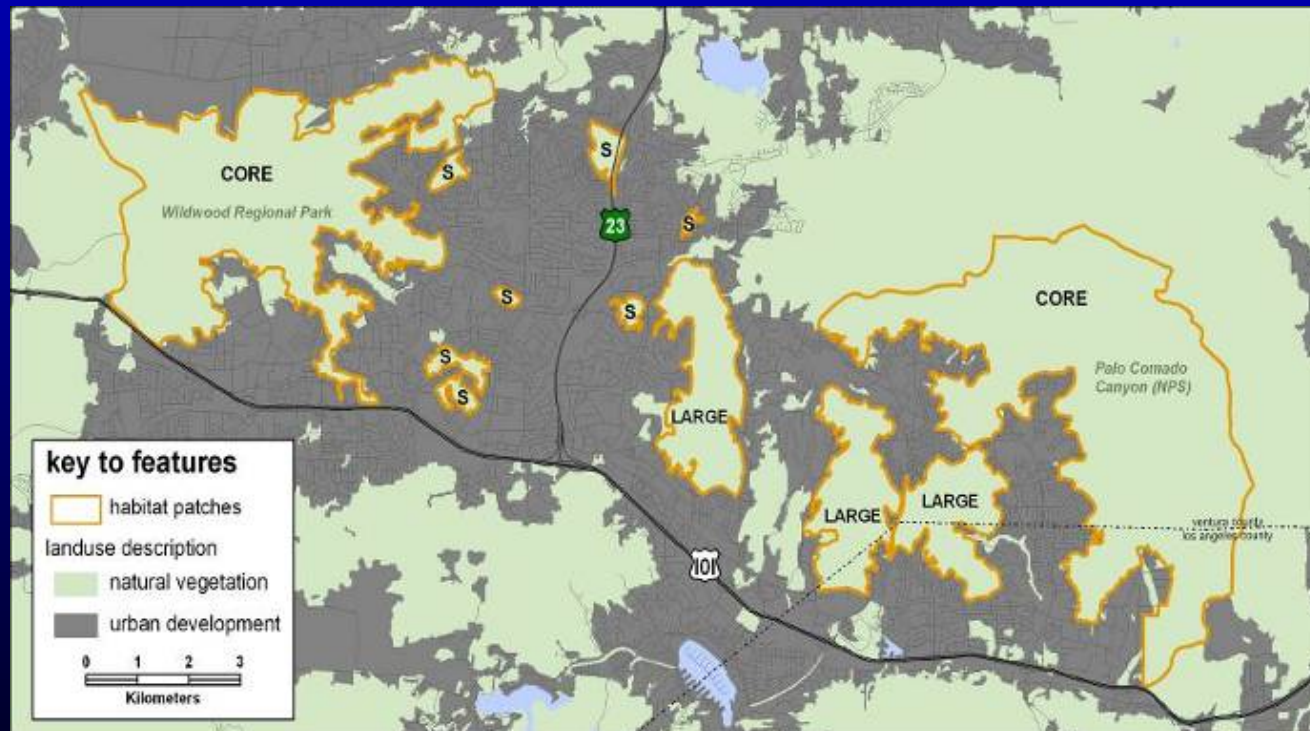 CORE
Wildwood Regional Park
S
S
23
S
S
S
S
S
LARGE
CORE
Palo Comado
Canyon (NPS)
LARGE
LARGE
ventura county
los angeles county
101
key to features
habitat patches
landuse description
natural vegetation
urban development
0 1 2 3
Kilometers